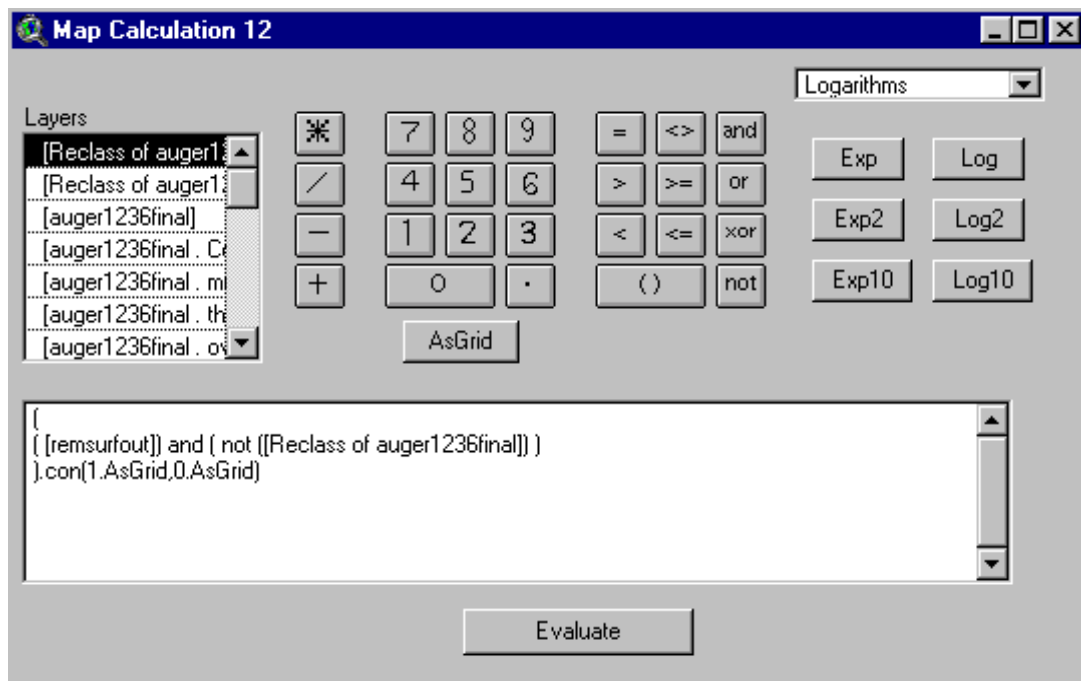 Map Calculation 12
Logarithms
Layers
[Reclass of auger12
[Reclass of auger12
[auger1236final]
[auger1236final . Ce
[auger1236final . m
[auger1236final . th
[auger1236final . ov
* 7 8 9 = <> and
/ 4 5 6 > >= or
- 1 2 3 < <= xor
+ 0 . ( ) not
AsGrid
Exp Log
Exp2 Log2
Exp10 Log10
(
( [remsurfout]) and ( not ([Reclass of auger1236final]) )
).con(1.AsGrid,0.AsGrid)
Evaluate